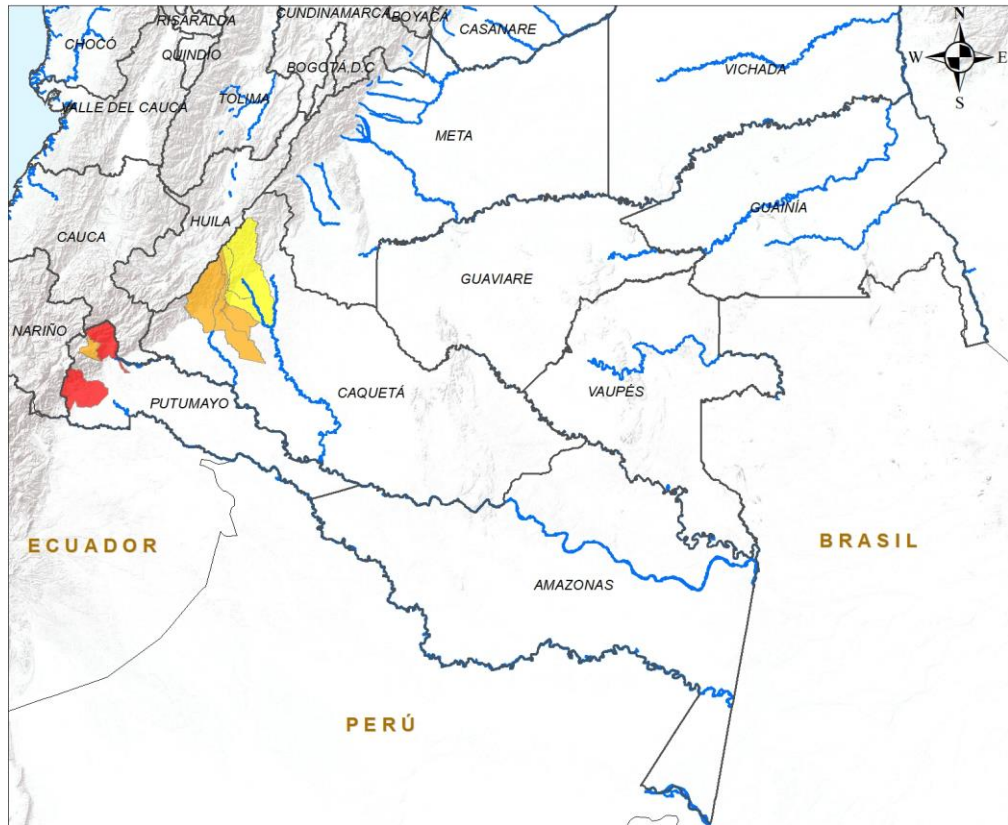 CUNDINAMARCA
BOYACÁ
RISARALDA
CASANARE
N
CHOCÓ
QUINDIO
BOGOTÁ D.C
W
E
VICHADA
S
TOLIMA
VALLE DEL CAUCA
META
GUAINÍA
HUILA
CAUCA
GUAVIARE
NARIÑO
CAQUETÁ
VAUPÉS
PUTUMAYO
ECUADOR
BRASIL
AMAZONAS
PERÚ